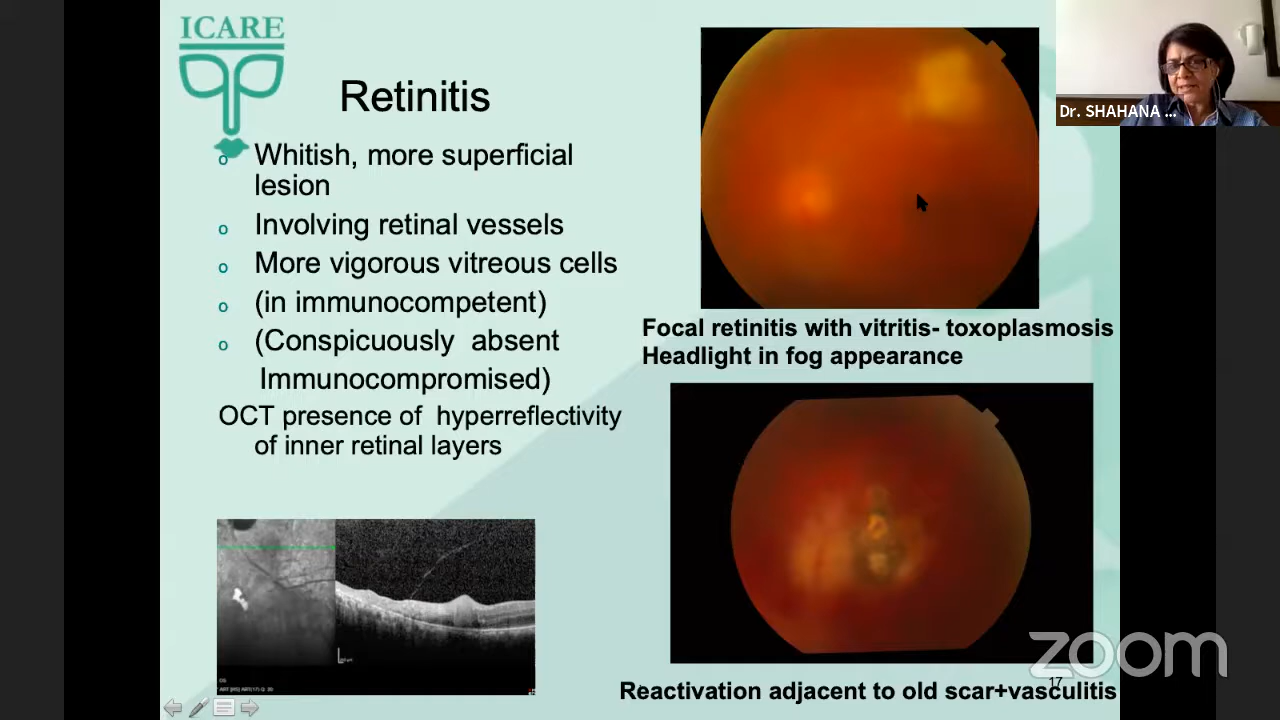 ICARE
Retinitis
o Whitish, more superficial
lesion
o Involving retinal vessels
o More vigorous vitreous cells
o (in immunocompetent)
o (Conspicuously absent
Immunocompromised)
OCT presence of hyperreflectivity
of inner retinal layers
Dr. SHAHANA ...
Focal retinitis with vitritis- toxoplasmosis
Headlight in fog appearance
Reactivation adjacent to old scar+vasculitis
17
zoom